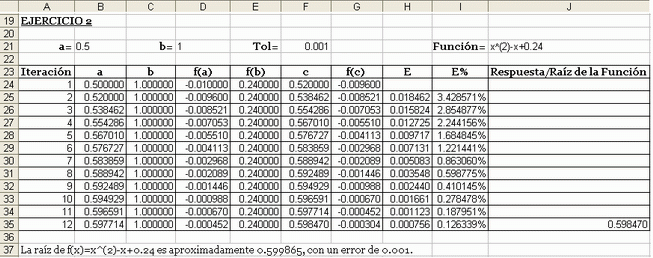 A B C D E F G H I J
19 EJERCICIO 2
20
21 a= 0.5 b= 1 Tol= 0.001 Función= x^(2)-x+0.24
22
23 Iteración a b f(a) f(b) c f(c) E E% Respuesta/Raíz de la Función
24 1 0.500000 1.000000 -0.010000 0.240000 0.520000 -0.009600
25 2 0.520000 1.000000 -0.009600 0.240000 0.538462 -0.008521 0.018462 3.428571%
26 3 0.538462 1.000000 -0.008521 0.240000 0.554286 -0.007053 0.015824 2.854877%
27 4 0.554286 1.000000 -0.007053 0.240000 0.567010 -0.005510 0.012725 2.244156%
28 5 0.567010 1.000000 -0.005510 0.240000 0.576727 -0.004113 0.009717 1.684845%
29 6 0.576727 1.000000 -0.004113 0.240000 0.583859 -0.002968 0.007131 1.221441%
30 7 0.583859 1.000000 -0.002968 0.240000 0.588942 -0.002089 0.005083 0.863060%
31 8 0.588942 1.000000 -0.002089 0.240000 0.592489 -0.001446 0.003548 0.598775%
32 9 0.592489 1.000000 -0.001446 0.240000 0.594929 -0.000988 0.002440 0.410145%
33 10 0.594929 1.000000 -0.000988 0.240000 0.596591 -0.000670 0.001661 0.278478%
34 11 0.596591 1.000000 -0.000670 0.240000 0.597714 -0.000452 0.001123 0.187951%
35 12 0.597714 1.000000 -0.000452 0.240000 0.598470 -0.000304 0.000756 0.126339% 0.598470
36
37 La raíz de f(x)=x^(2)-x+0.24 es aproximadamente 0.599865, con un error de 0.001.